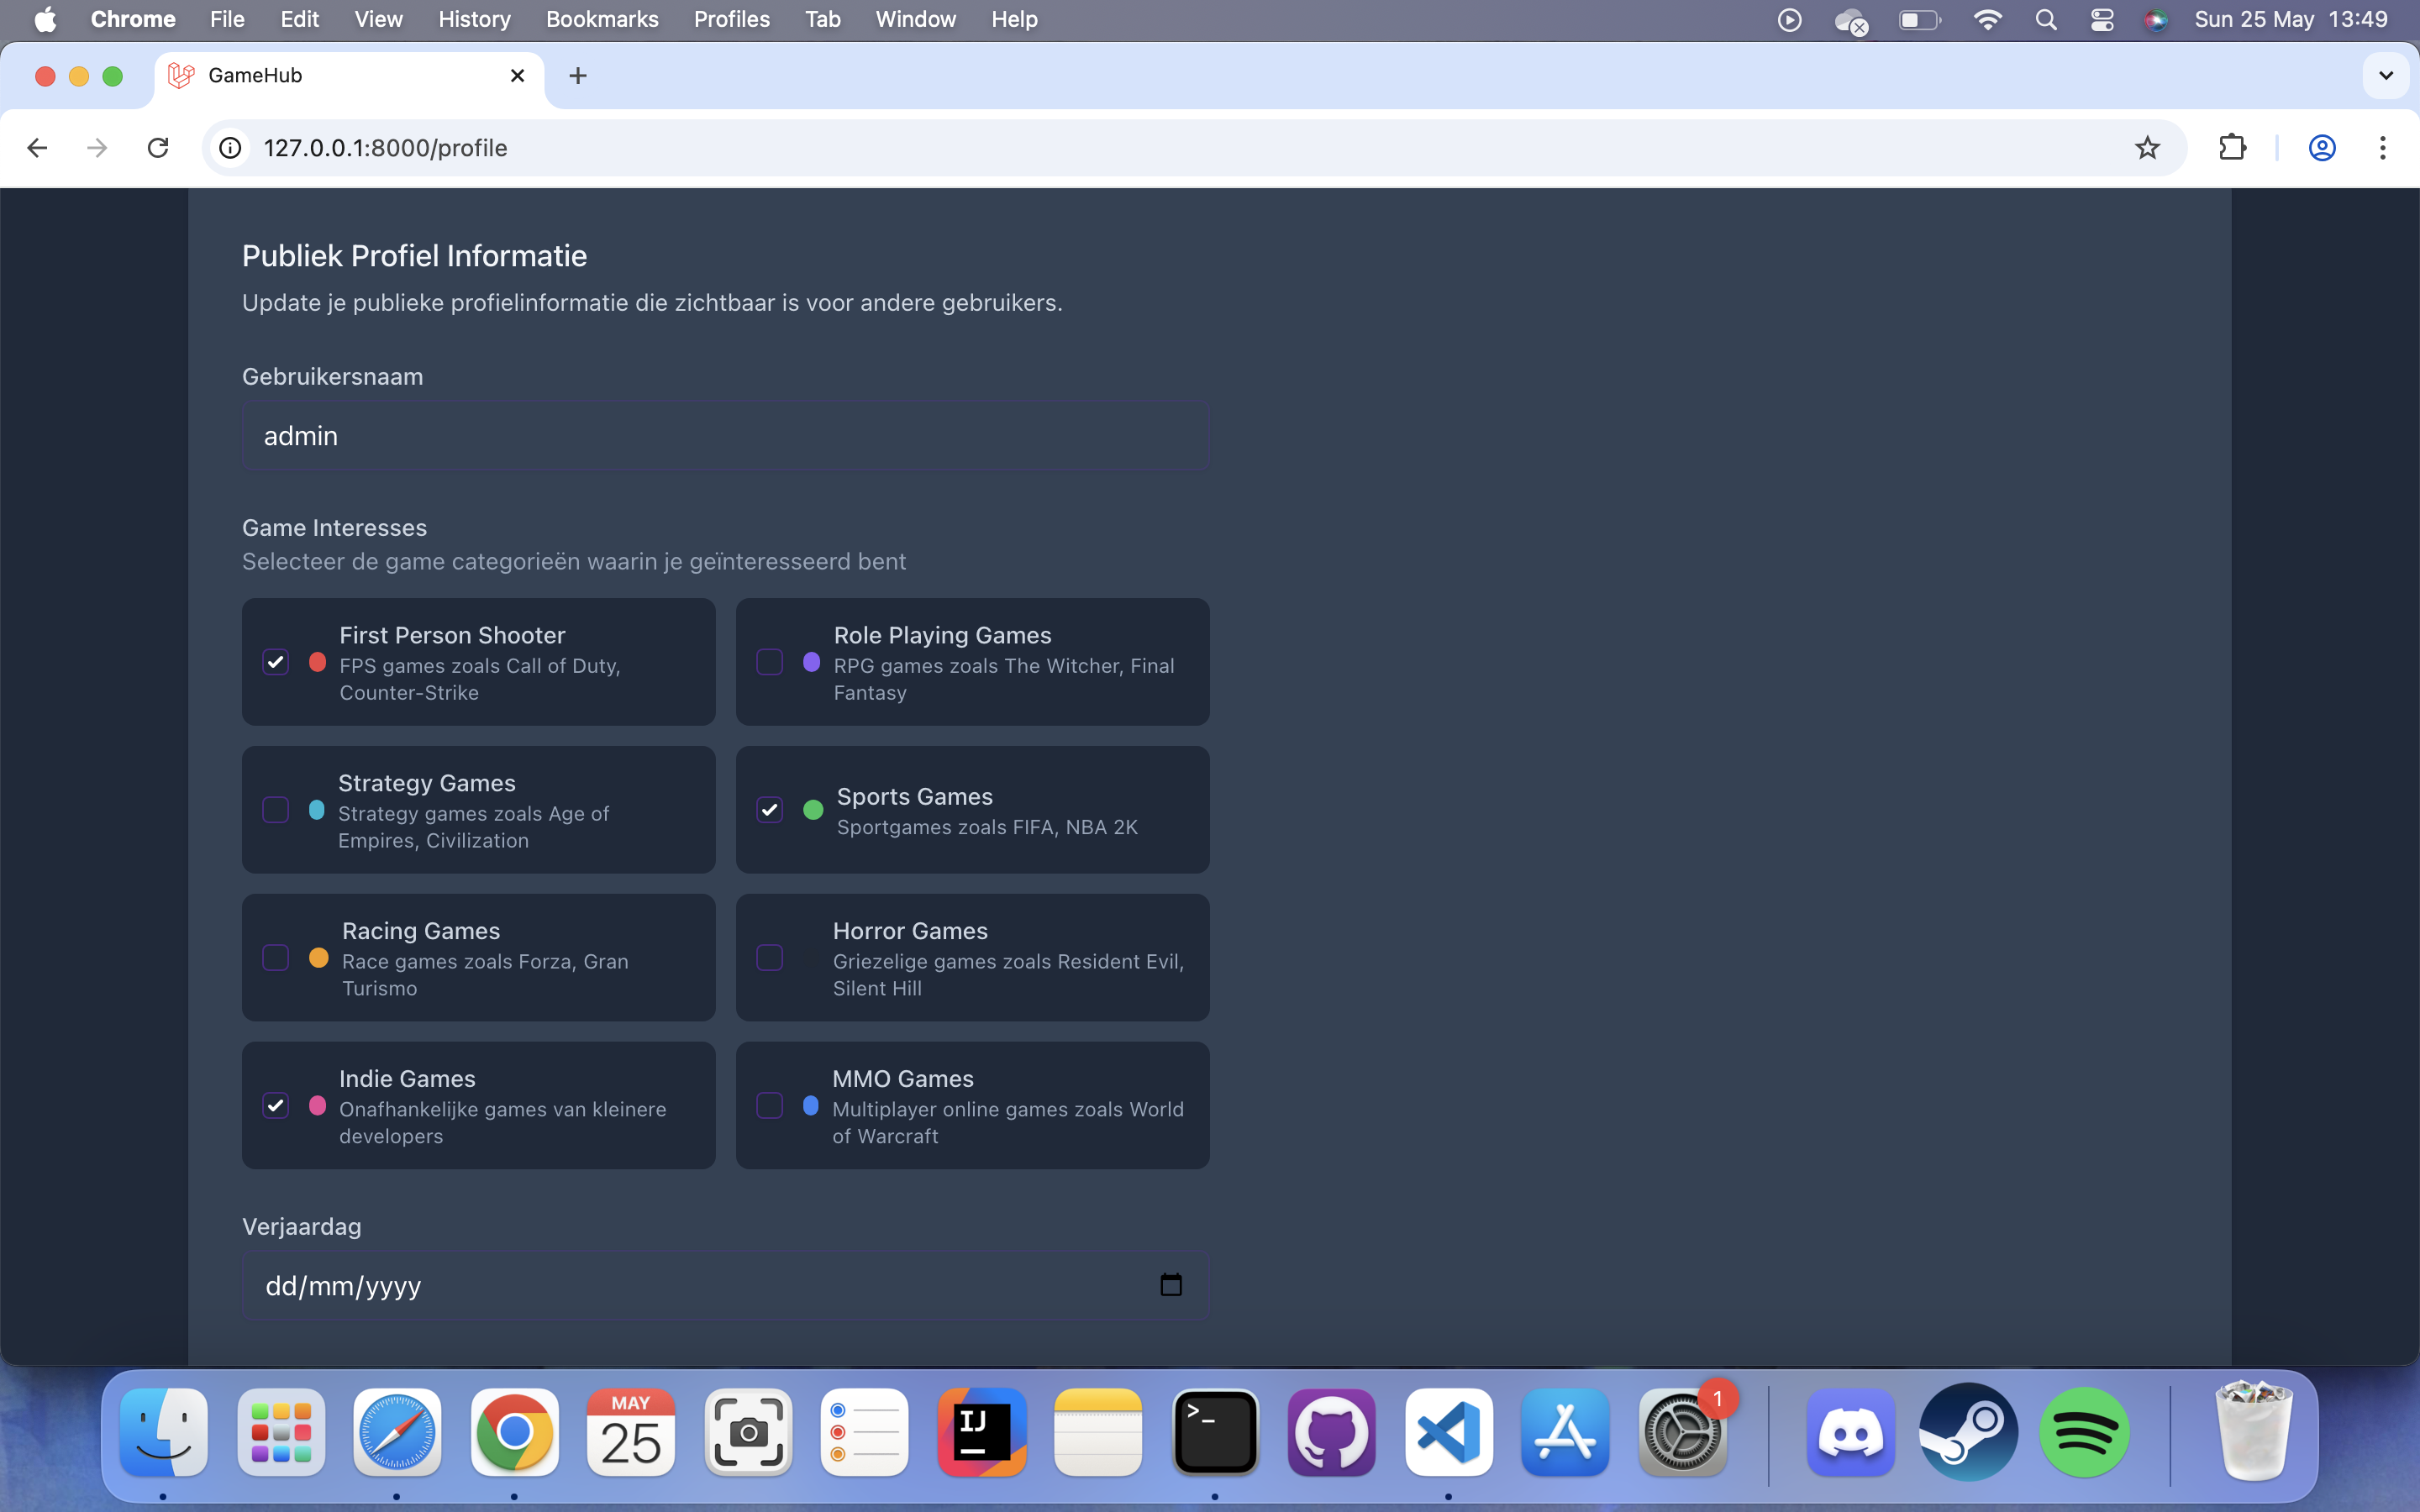 Chrome File Edit View History Bookmarks Profiles Tab Window Help Sun 25 May 13:49
GameHub
127.0.0.1:8000/profile
Publiek Profiel Informatie
Update je publieke profielinformatie die zichtbaar is voor andere gebruikers.
Gebruikersnaam
admin
Game Interesses
Selecteer de game categorieën waarin je geïnteresseerd bent
First Person Shooter
FPS games zoals Call of Duty,
Counter-Strike
Role Playing Games
RPG games zoals The Witcher, Final
Fantasy
Strategy Games
Strategy games zoals Age of
Empires, Civilization
Sports Games
Sportgames zoals FIFA, NBA 2K
Racing Games
Race games zoals Forza, Gran
Turismo
Horror Games
Griezelige games zoals Resident Evil,
Silent Hill
Indie Games
Onafhankelijke games van kleinere
developers
MMO Games
Multiplayer online games zoals World
of Warcraft
Verjaardag
dd/mm/yyyy
MAY
25
IJ
>_
1